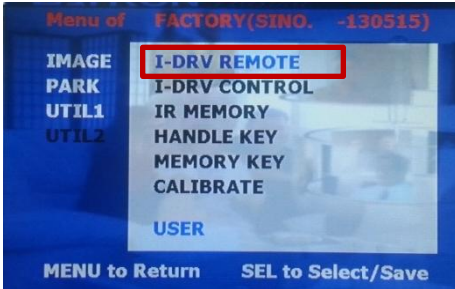 Menu of FACTORY(SINO. -130515)
IMAGE I-DRV REMOTE
PARK I-DRV CONTROL
UTIL1 IR MEMORY
UTIL2 HANDLE KEY
MEMORY KEY
CALIBRATE
USER
MENU to Return SEL to Select/Save